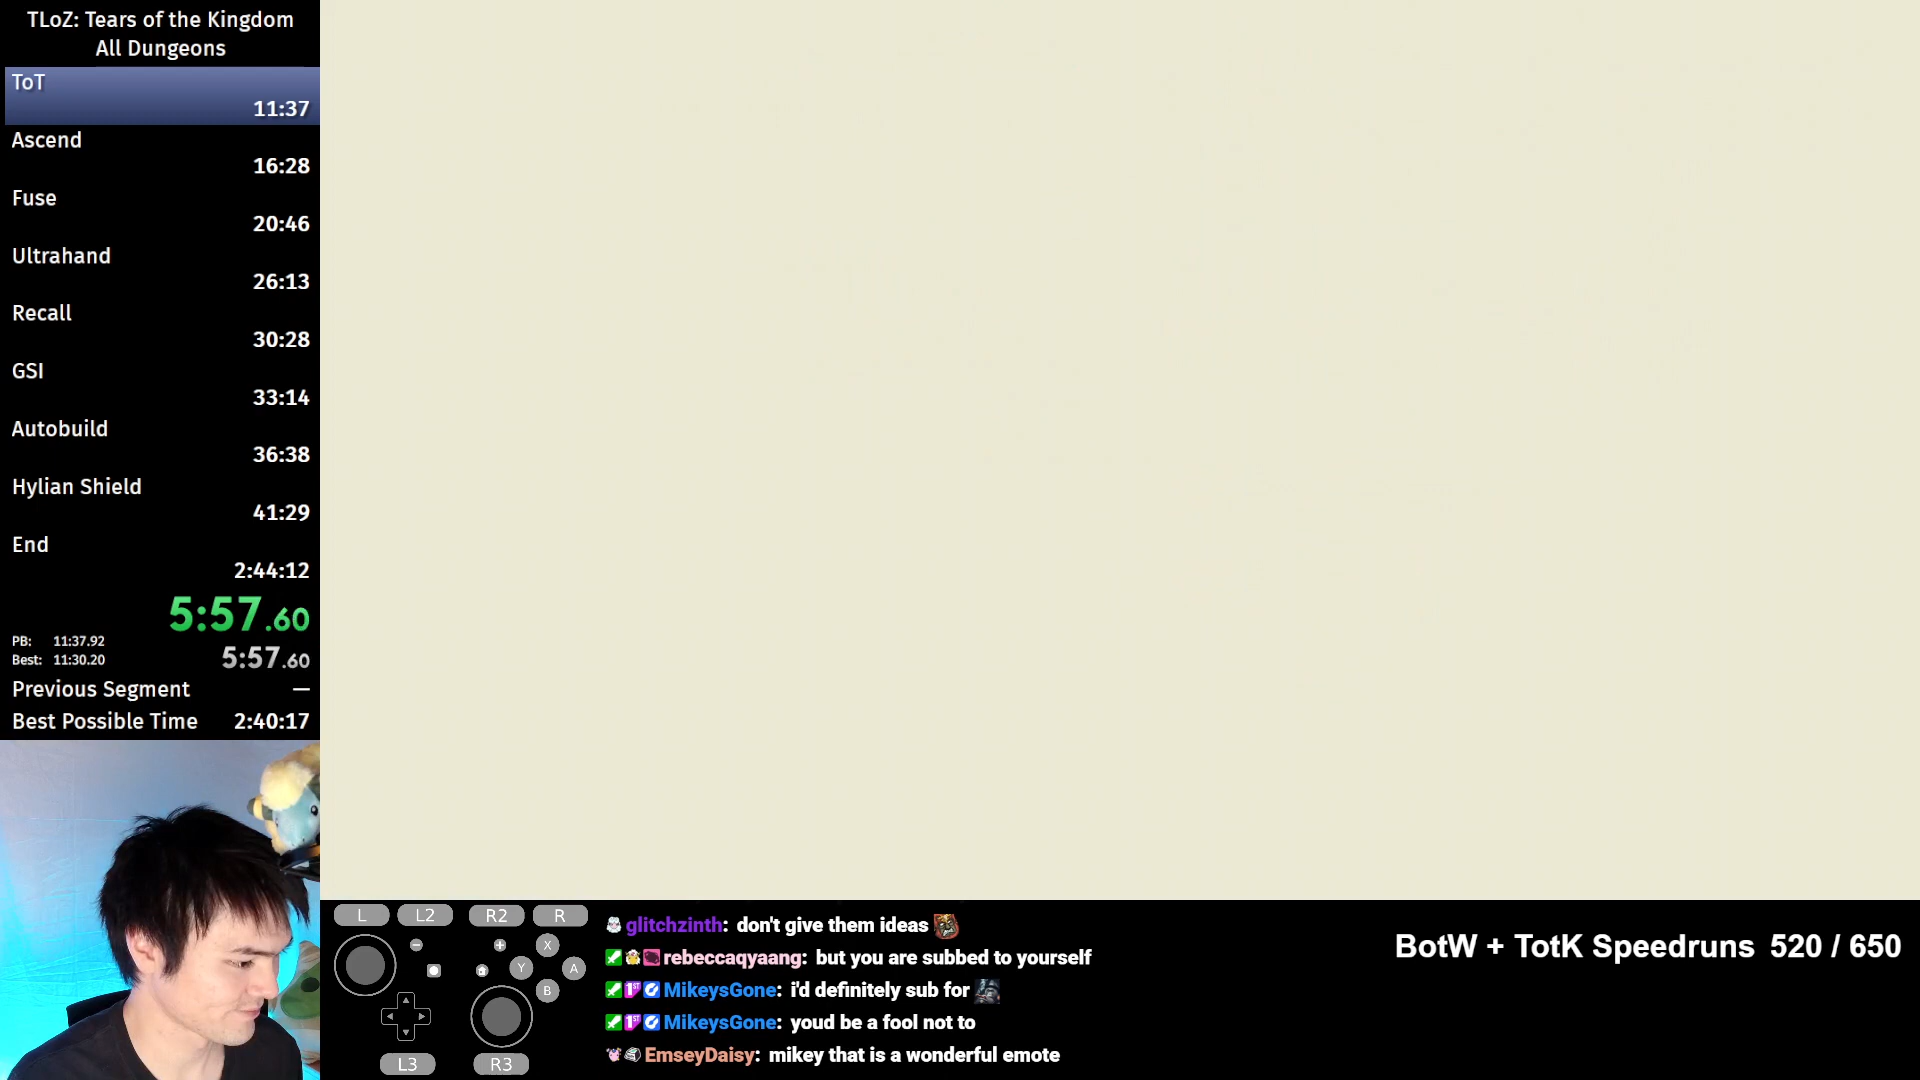 TLoZ: Tears of the Kingdom
All Dungeons
ToT
11:37
Ascend
16:28
Fuse
20:46
Ultrahand
26:13
Recall
30:28
GSI
33:14
Autobuild
36:38
Hylian Shield
41:29
End
2:44:12
5:57.60
PB: 11:37.92
Best: 11:30.20
5:57.60
Previous Segment —
Best Possible Time 2:40:17
L L2 R2 R
X
Y A
B
L3 R3
glitchzinth: don't give them ideas
rebeccaqyaang: but you are subbed to yourself
MikeysGone: i'd definitely sub for
MikeysGone: youd be a fool not to
EmseyDaisy: mikey that is a wonderful emote
BotW + TotK Speedruns 520 / 650